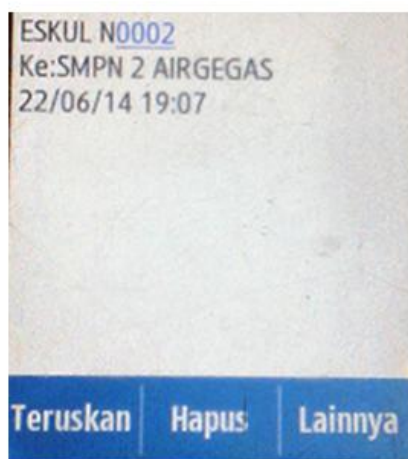 ESKUL N0002
Ke:SMPN 2 AIRGEGAS
22/06/14 19:07
Teruskan Hapus Lainnya